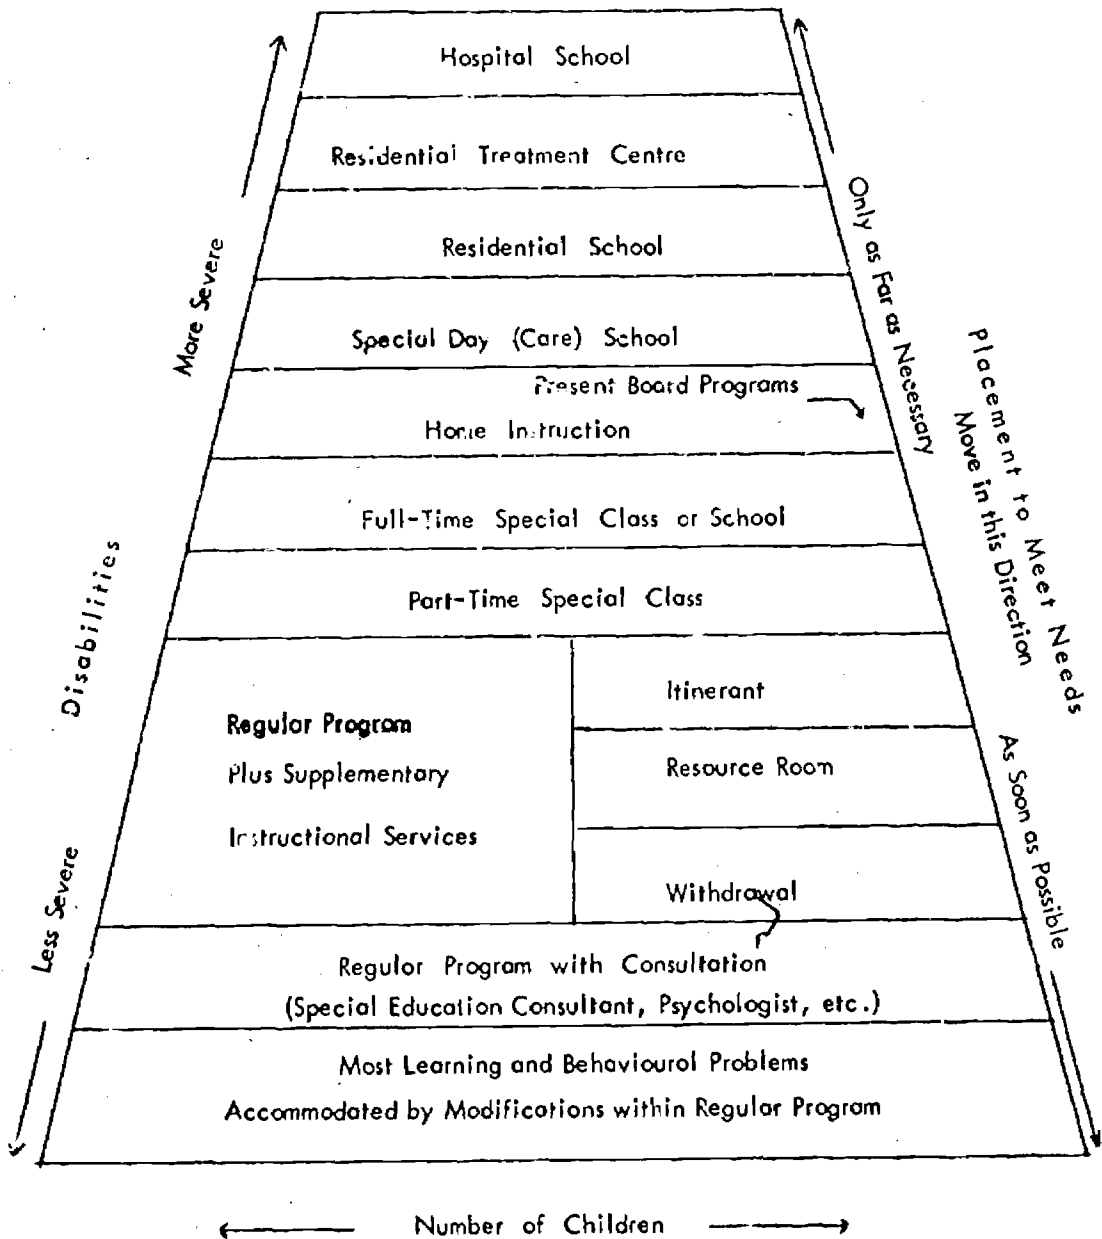 Hospital School
Residential Treatment Centre
Residential School
Special Day (Care) School
Present Board Programs
Home Instruction
Full-Time Special Class or School
Part-Time Special Class
Regular Program
Plus Supplementary
Instructional Services
Itinerant
Resource Room
Withdrawal
Regular Program with Consultation
(Special Education Consultant, Psychologist, etc.)
Most Learning and Behavioural Problems
Accommodated by Modifications within Regular Program
More Severe
Disabilities
Less Severe
Only as Far as Necessary
Placement to Meet Needs
Move in this Direction
As Soon as Possible
Number of Children